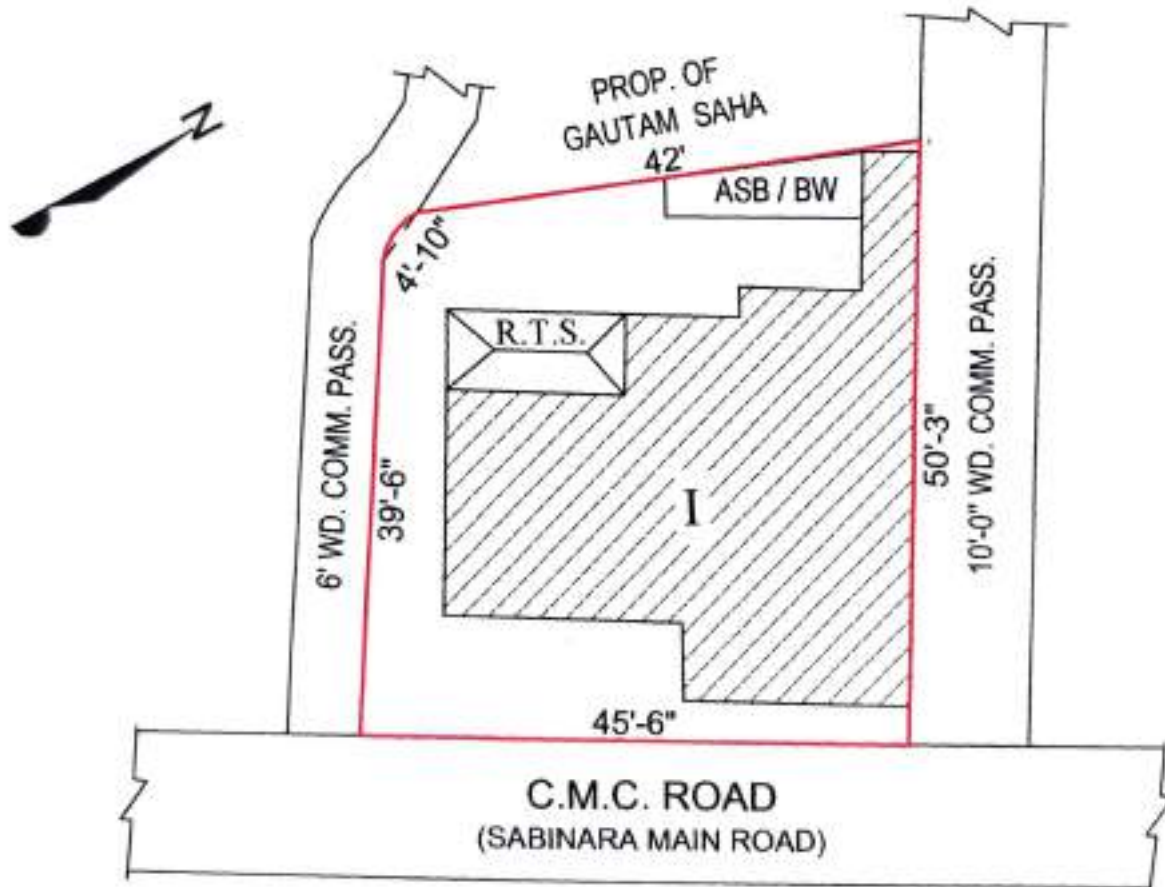 N
PROP. OF
GAUTAM SAHA
42'
ASB / BW
4'-10"
R.T.S.
6' WD. COMM. PASS.
39'-6"
I
50'-3"
10'-0" WD. COMM. PASS.
45'-6"
C.M.C. ROAD
(SABINARA MAIN ROAD)